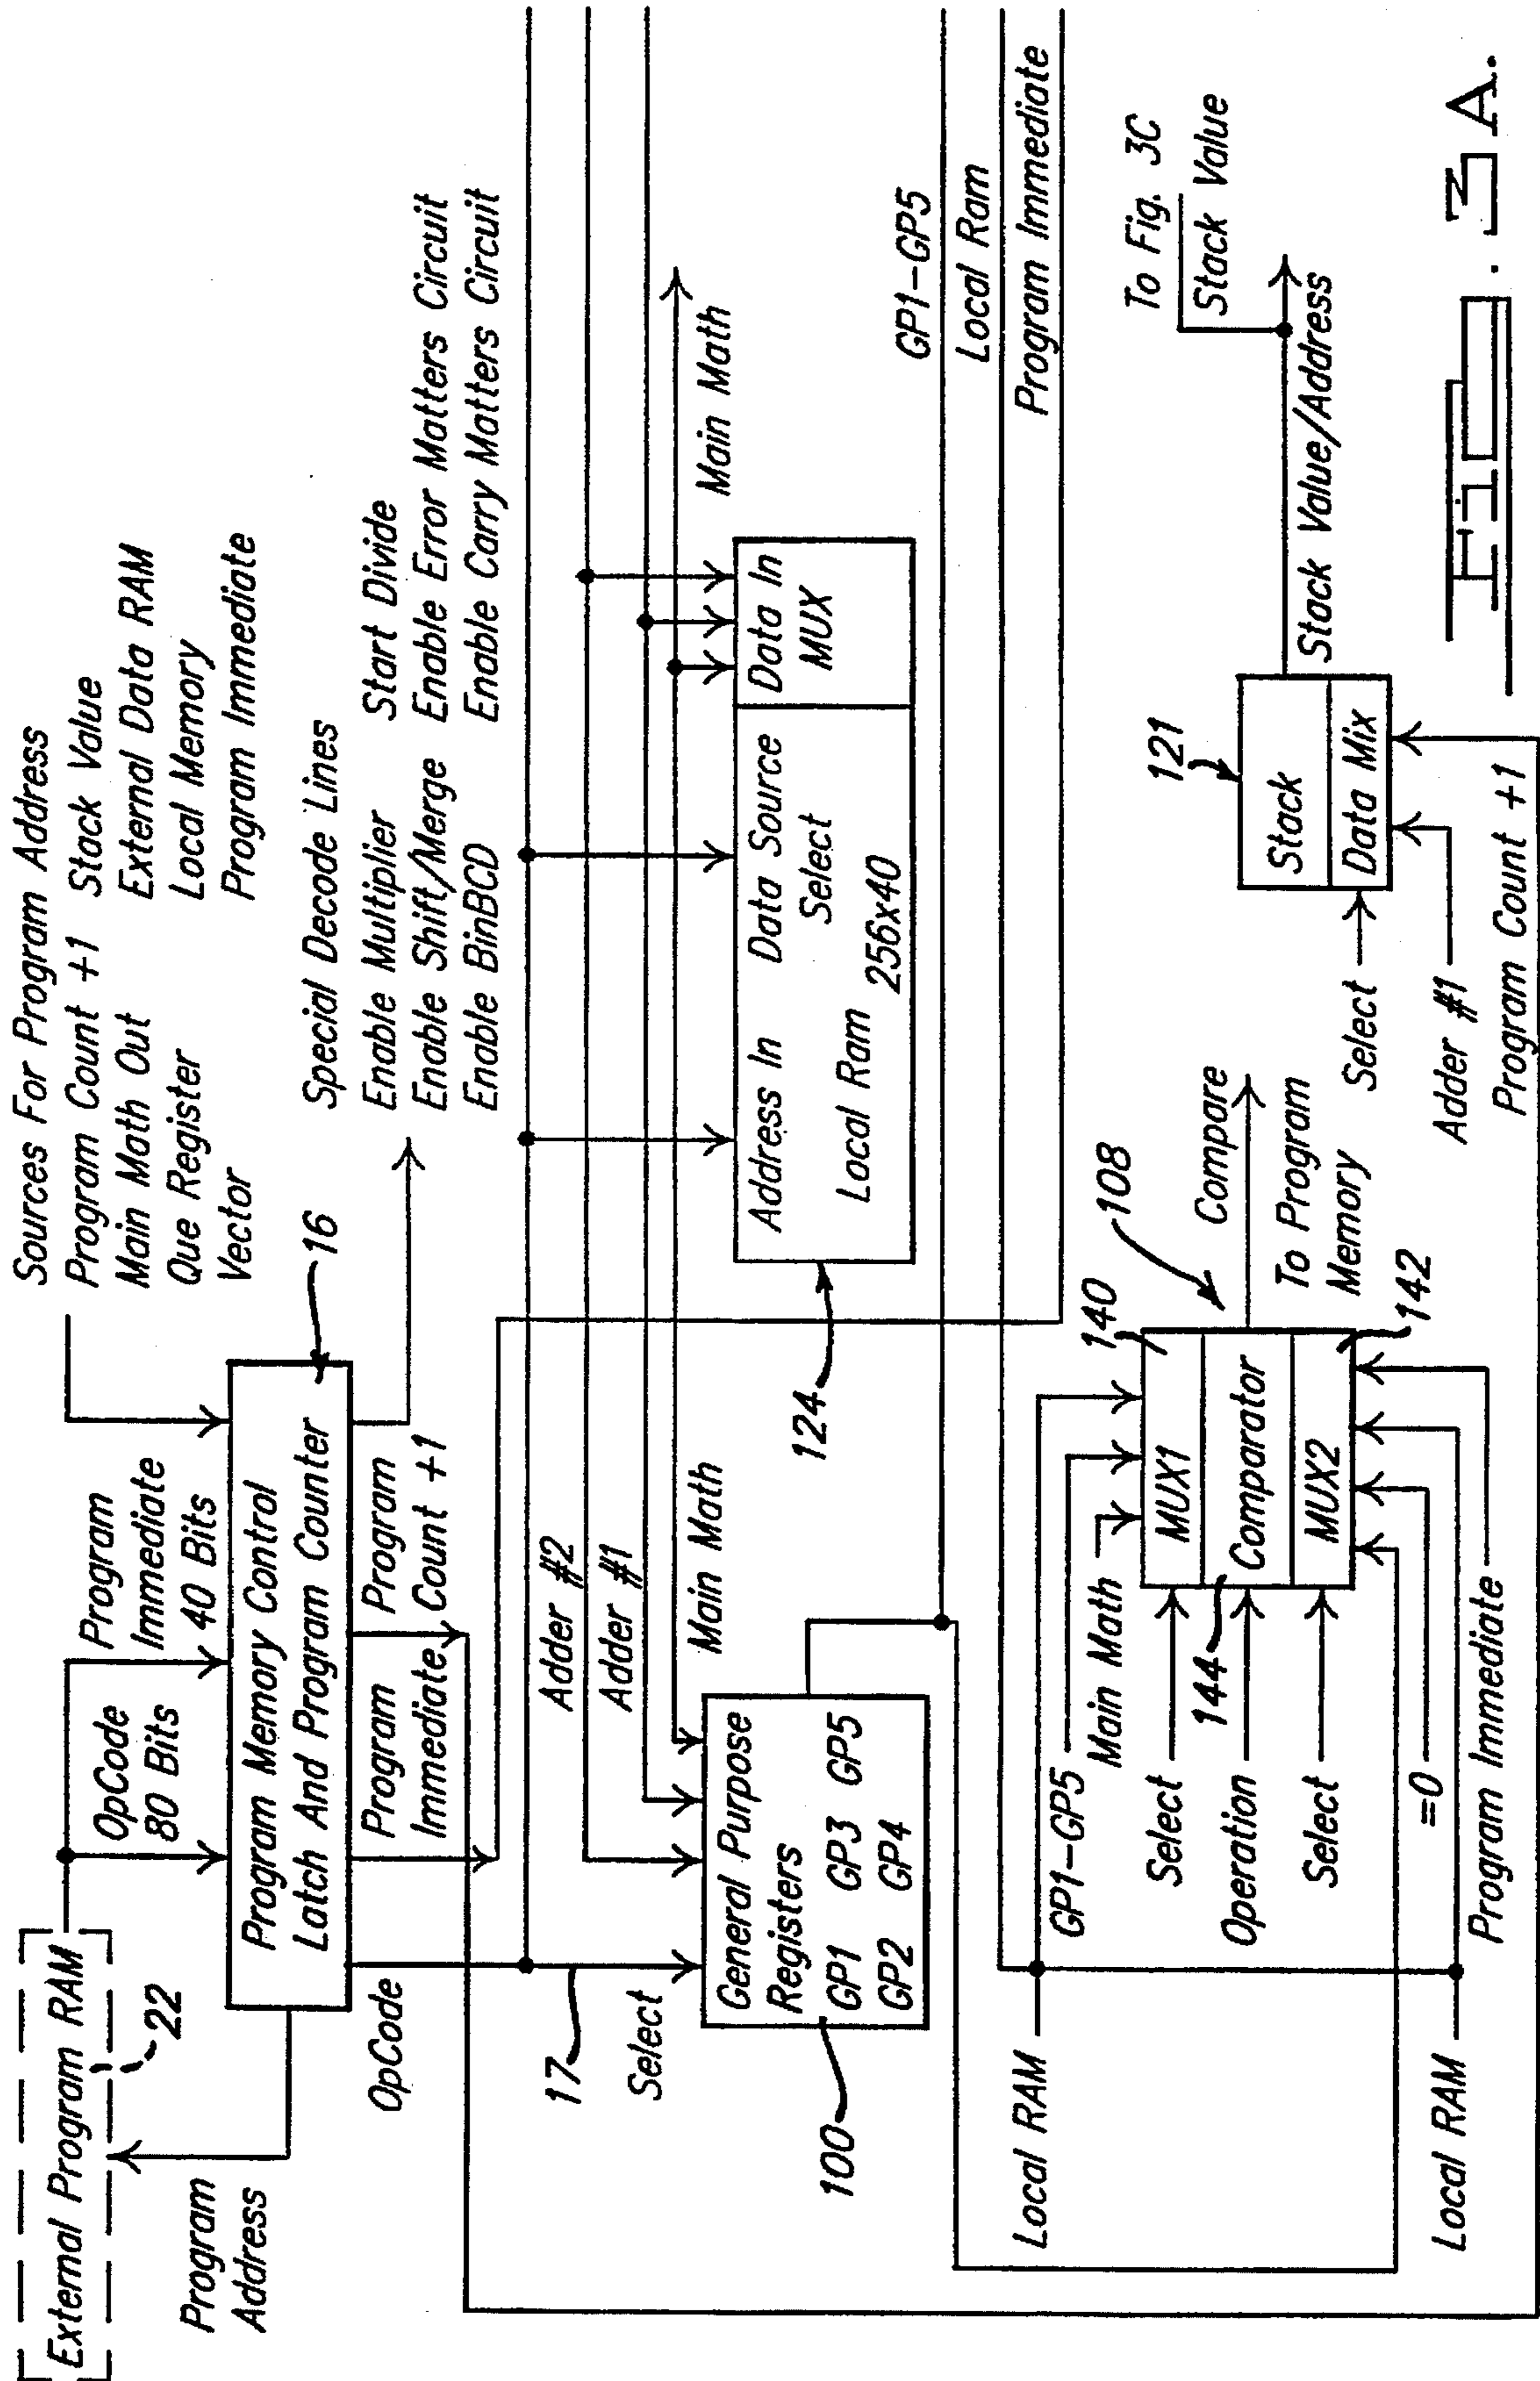 Sources For Program Address
Program Count +1 Stack Value
Main Math Out External Data RAM
Que Register Local Memory
Vector Program Immediate
External Program RAM
22
Program
Address
OpCode
80 Bits
Program
Immediate
40 Bits
Program Memory Control
Latch And Program Counter
16
Special Decode Lines
Enable Multiplier Start Divide
Enable Shift/Merge Enable Error Matters Circuit
Enable BinBCD Enable Carry Matters Circuit
OpCode
Program
Immediate
Program
Count +1
17
Select
Adder #2
Adder #1
Main Math
Main Math
General Purpose
Registers
GP1 GP3 GP5
GP2 GP4
100
Address In Data Source
Select
Local Ram 256x40
Data In
MUX
124
GP1-GP5
Local Ram
Program Immediate
Local RAM
GP1-GP5
Main Math
Select
Operation
Select
144
=0
Local RAM
Program Immediate
MUX1
Comparator
MUX2
140
108
142
Compare
To Program
Memory
121
Stack
Data Mix
Select
Adder #1
Program Count +1
To Fig. 3C
Stack Value
Stack Value/Address
Fig. 3A.